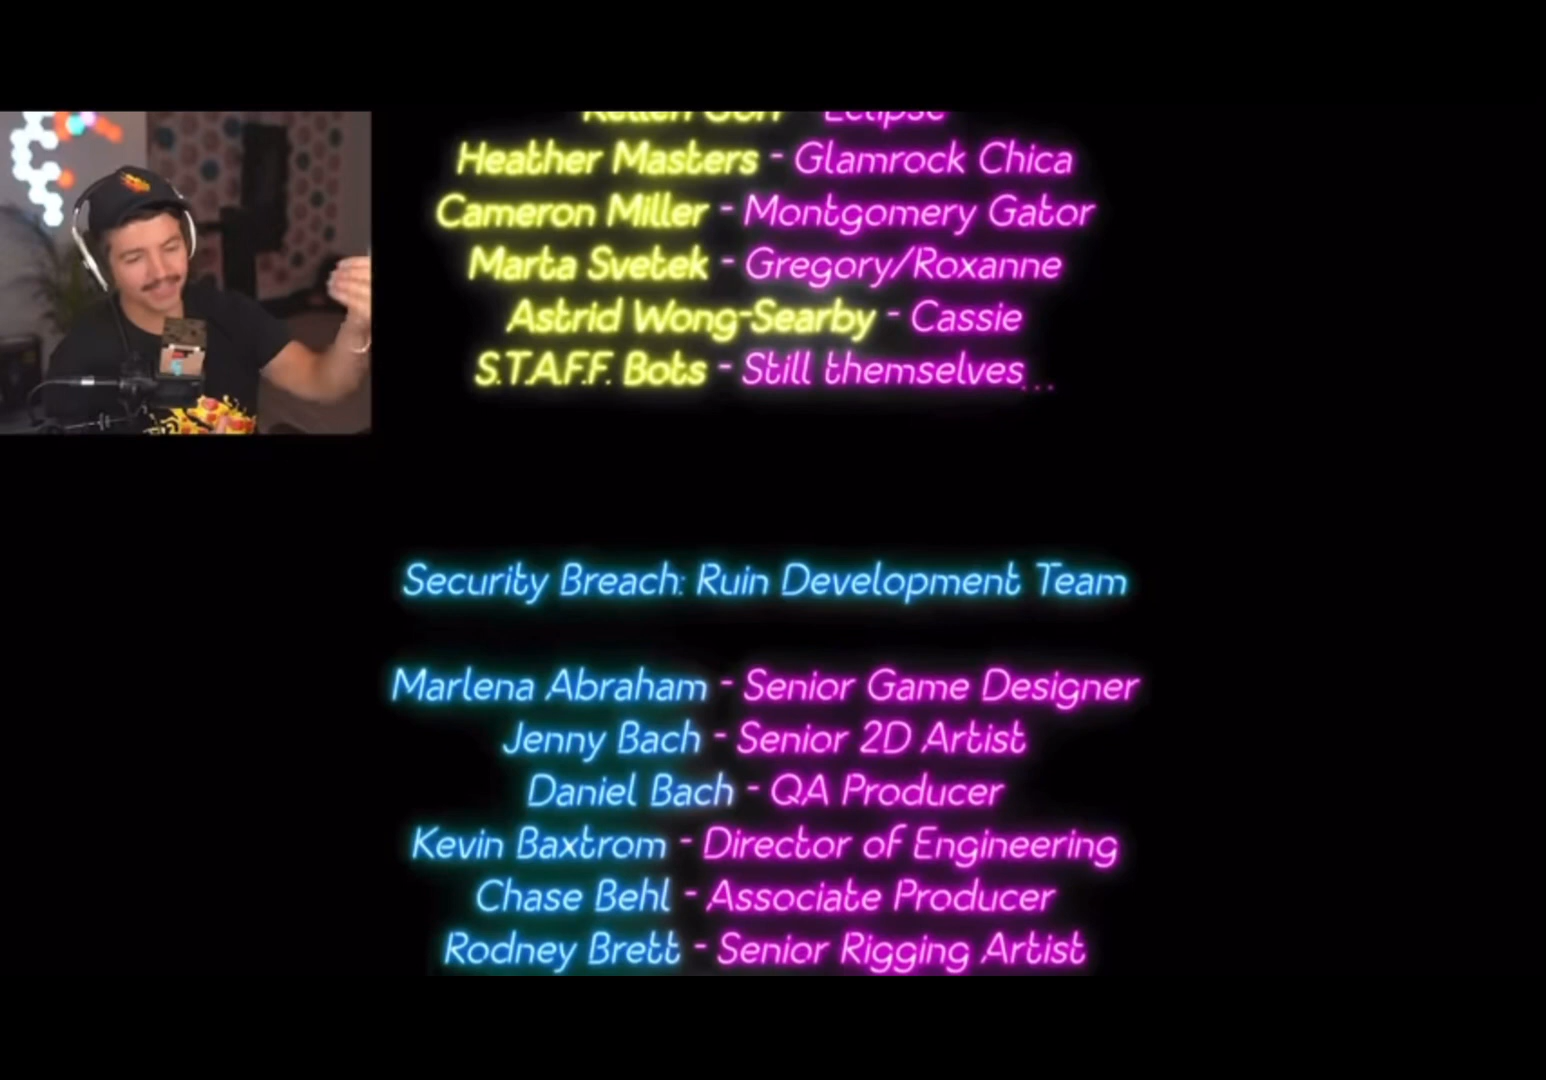 Eclipse
Heather Masters - Glamrock Chica
Cameron Miller - Montgomery Gator
Marta Svetek - Gregory/Roxanne
Astrid Wong-Searby - Cassie
S.T.A.F.F. Bots - Still themselves...
Security Breach: Ruin Development Team
Marlena Abraham - Senior Game Designer
Jenny Bach - Senior 2D Artist
Daniel Bach - QA Producer
Kevin Baxtrom - Director of Engineering
Chase Behl - Associate Producer
Rodney Brett - Senior Rigging Artist